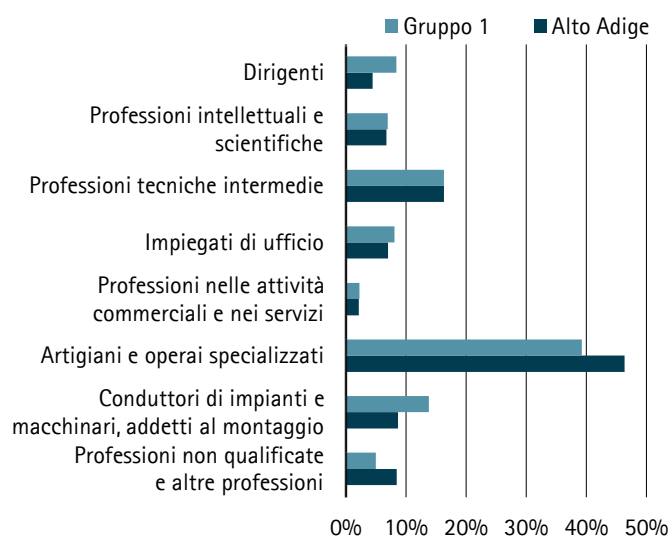 Gruppo 1 Alto Adige
Dirigenti
Professioni intellettuali e
scientifiche
Professioni tecniche intermedie
Impiegati di ufficio
Professioni nelle attività
commerciali e nei servizi
Artigiani e operai specializzati
Conduttori di impianti e
macchinari, addetti al montaggio
Professioni non qualificate
e altre professioni
0% 10% 20% 30% 40% 50%